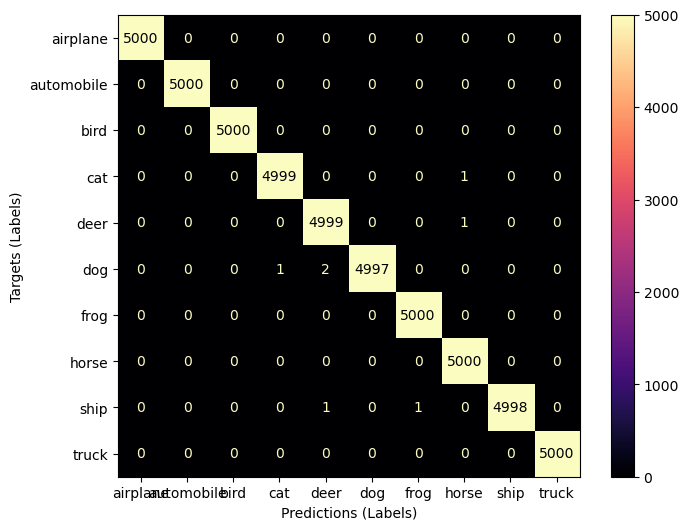 airplane 5000 0 0 0 0 0 0 0 0 0
automobile 0 5000 0 0 0 0 0 0 0 0
bird 0 0 5000 0 0 0 0 0 0 0
cat 0 0 0 4999 0 0 0 1 0 0
deer 0 0 0 0 4999 0 0 1 0 0
dog 0 0 0 1 2 4997 0 0 0 0
frog 0 0 0 0 0 0 5000 0 0 0
horse 0 0 0 0 0 0 0 5000 0 0
ship 0 0 0 0 1 0 1 0 4998 0
truck 0 0 0 0 0 0 0 0 0 5000
airplane automobile bird cat deer dog frog horse ship truck
Predictions (Labels)
Targets (Labels)
5000
4000
3000
2000
1000
0